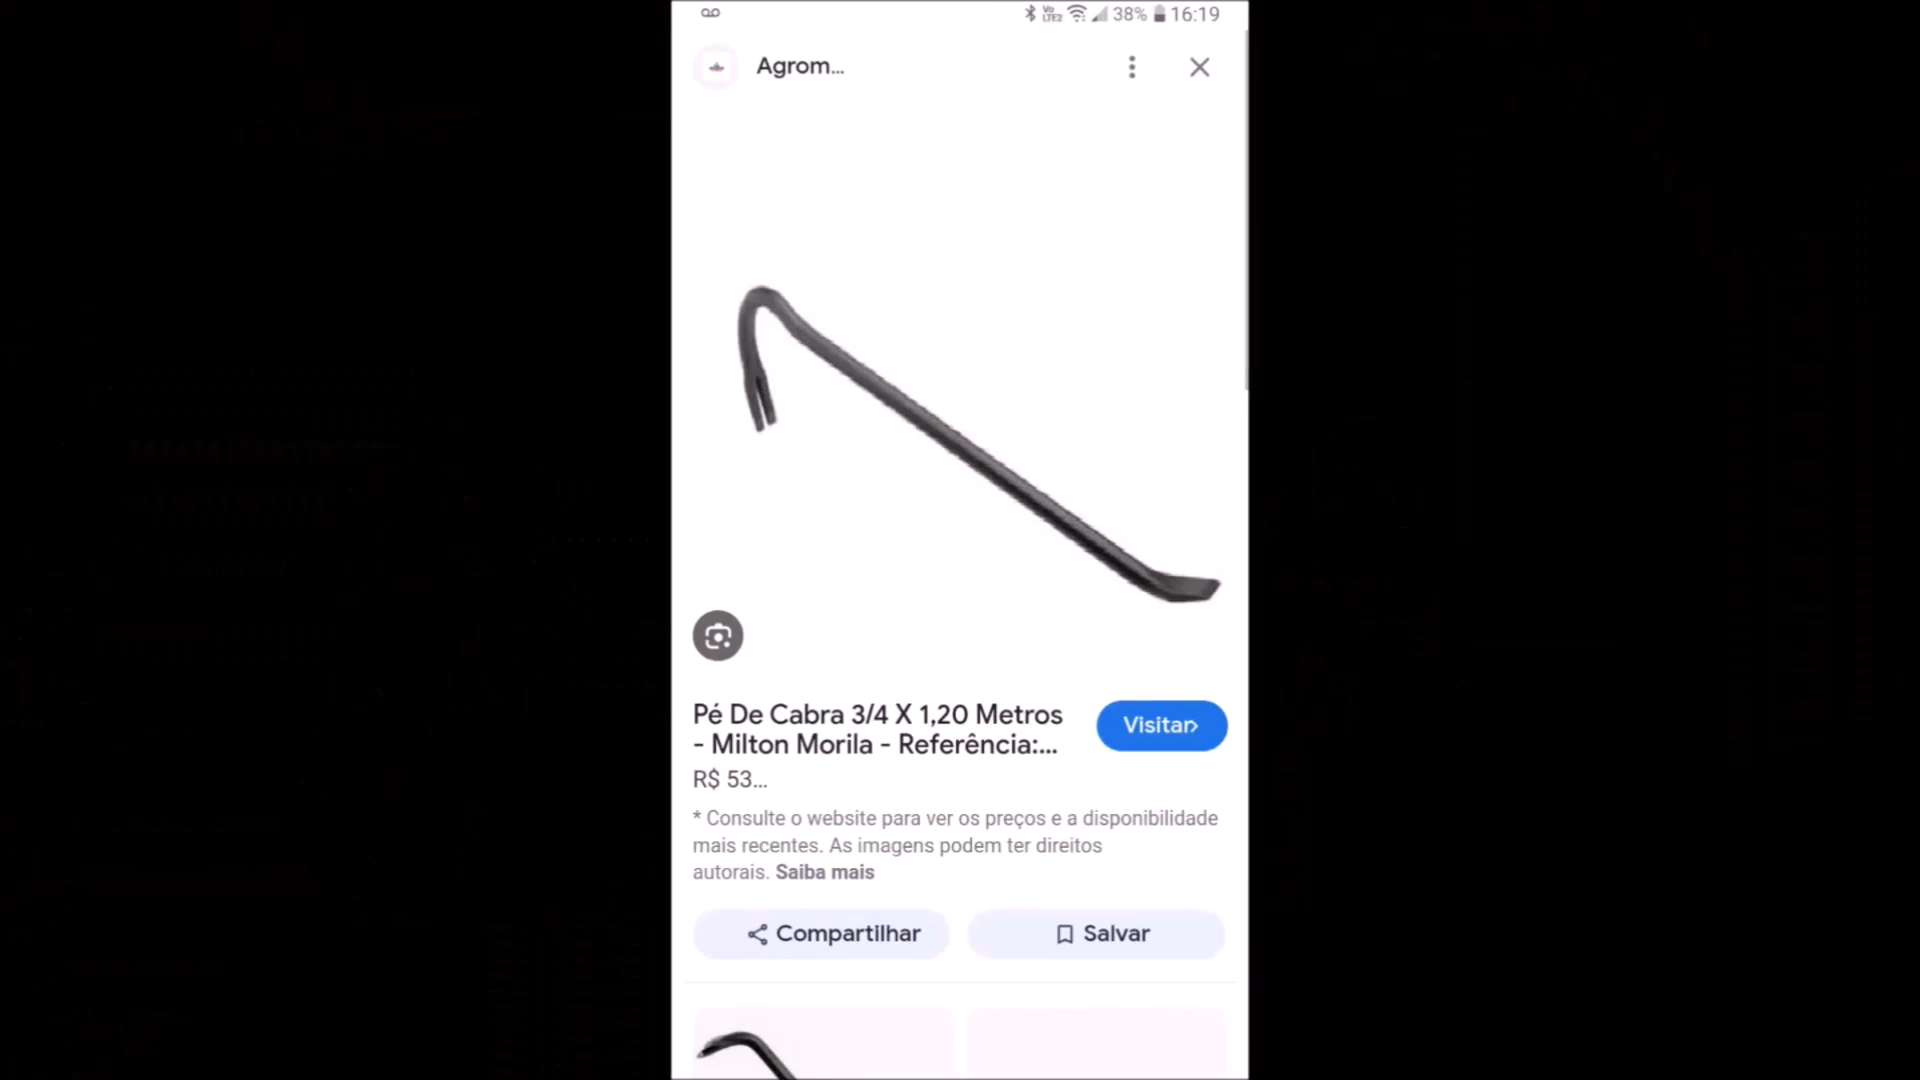 38% 16:19
Agrom...
Pé De Cabra 3/4 X 1,20 Metros
- Milton Morila - Referência:...
Visitar
R$ 53...
* Consulte o website para ver os preços e a disponibilidade
mais recentes. As imagens podem ter direitos
autorais. Saiba mais
Compartilhar
Salvar